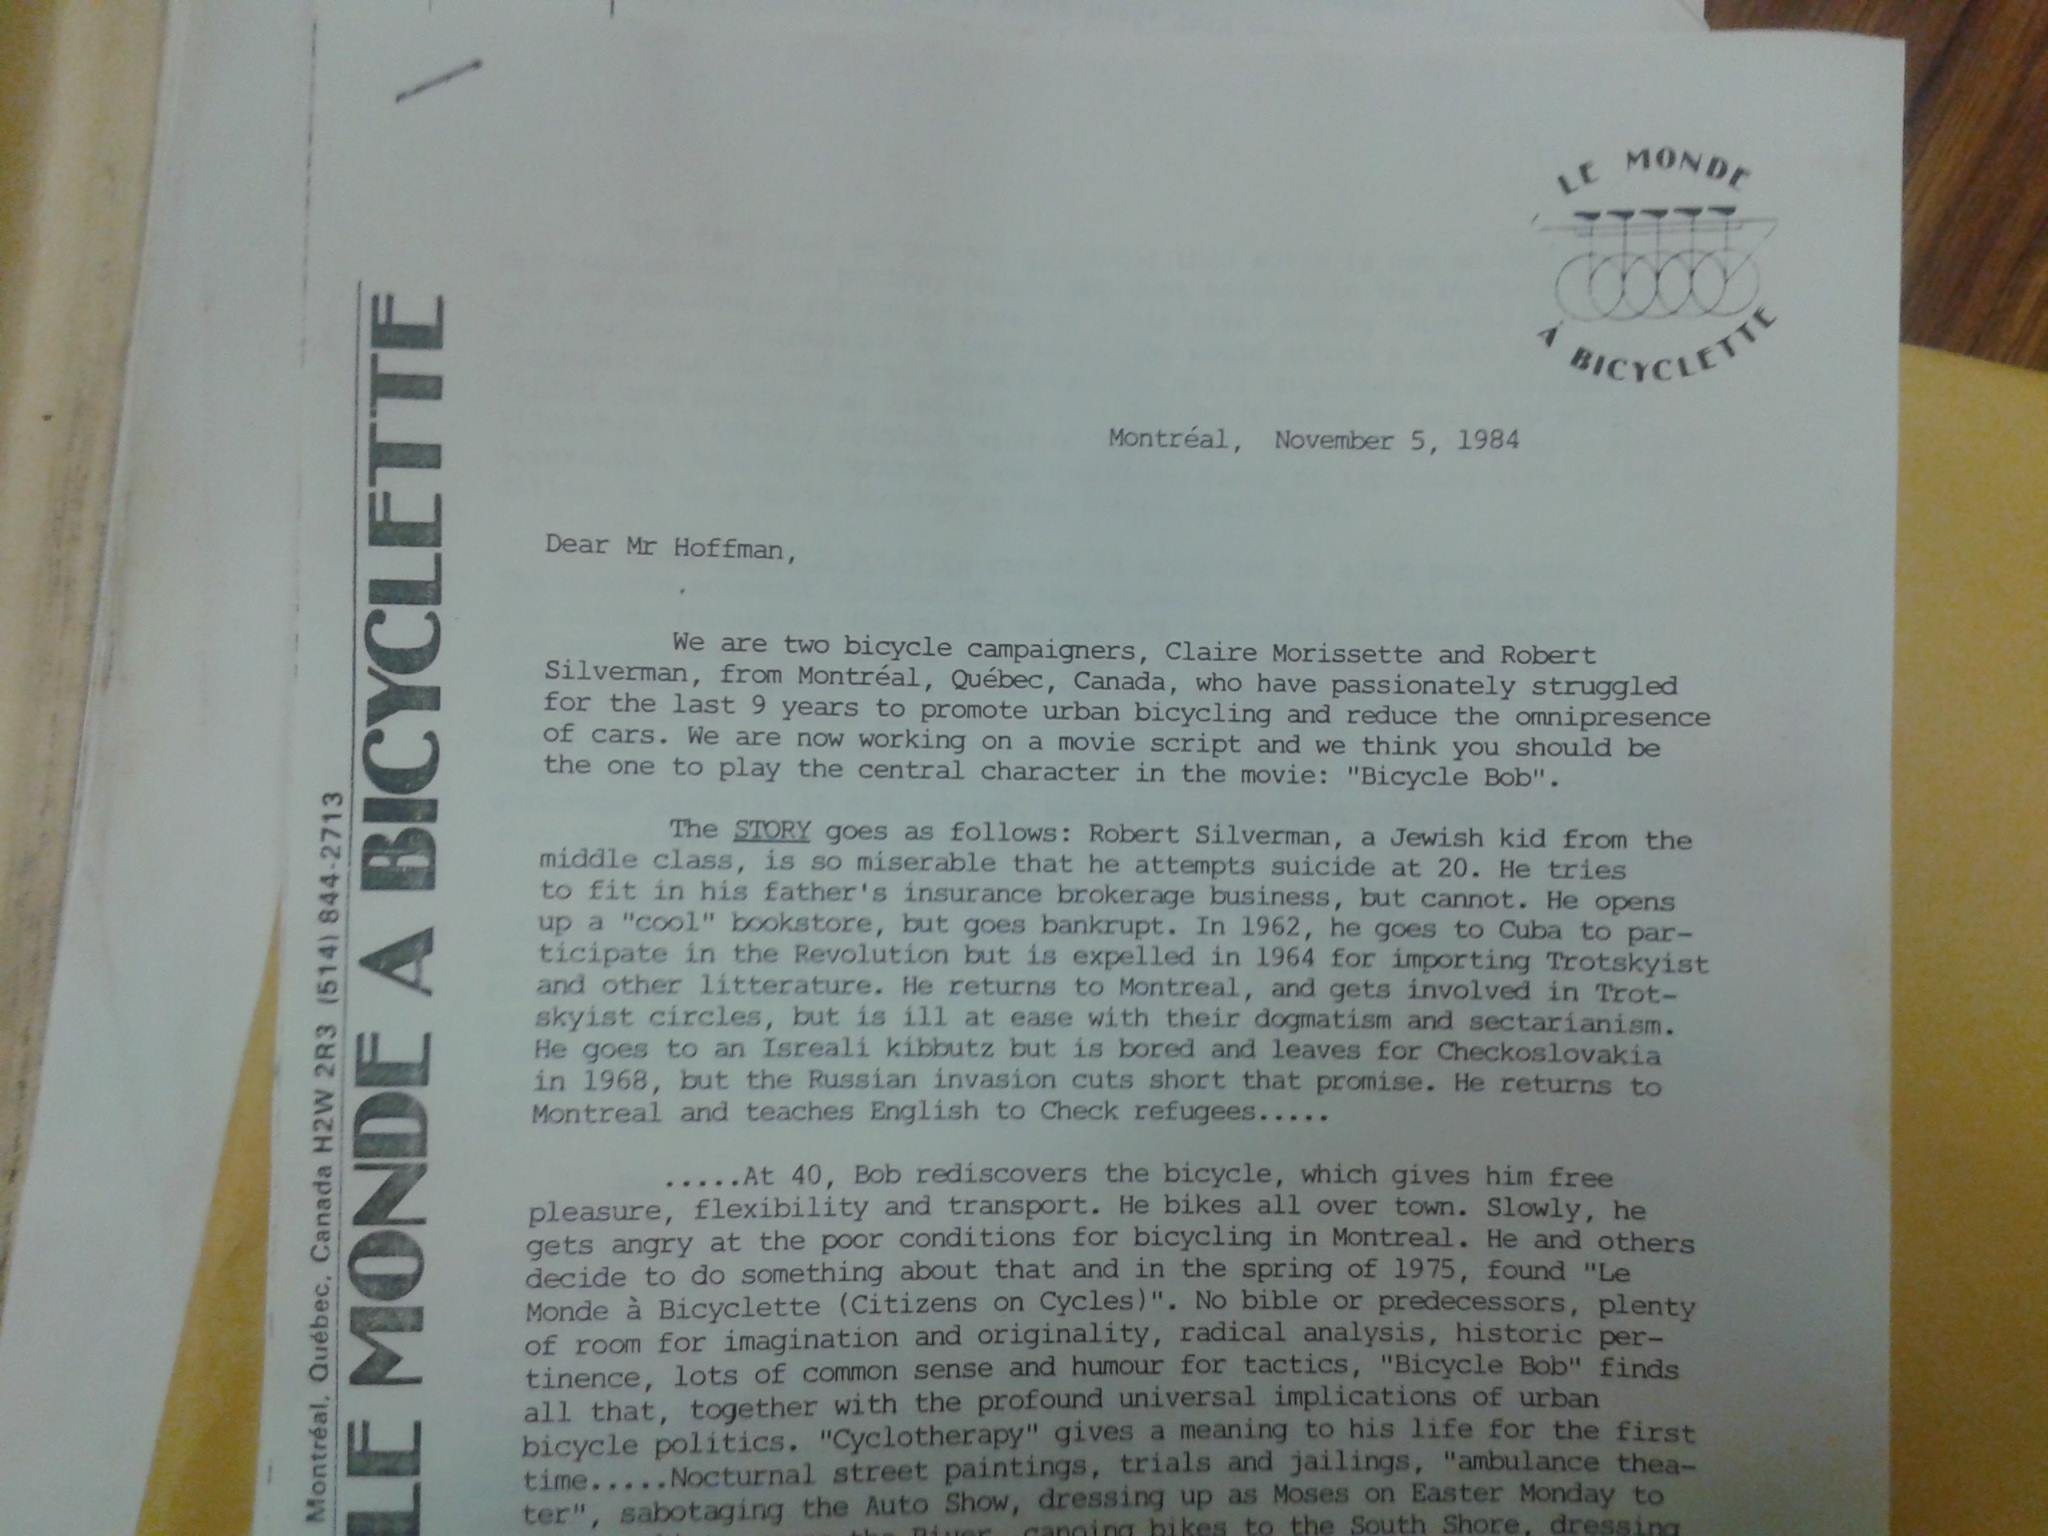 LE MONDE
À BICYCLETTE
LE MONDE A BICYCLETTE
Montréal, Québec, Canada H2W 2R3 (514) 844-2713
Montréal, November 5, 1984
Dear Mr Hoffman,
We are two bicycle campaigners, Claire Morissette and Robert
Silverman, from Montréal, Québec, Canada, who have passionately struggled
for the last 9 years to promote urban bicycling and reduce the omnipresence
of cars. We are now working on a movie script and we think you should be
the one to play the central character in the movie: "Bicycle Bob".
The STORY goes as follows: Robert Silverman, a Jewish kid from the
middle class, is so miserable that he attempts suicide at 20. He tries
to fit in his father's insurance brokerage business, but cannot. He opens
up a "cool" bookstore, but goes bankrupt. In 1962, he goes to Cuba to par-
ticipate in the Revolution but is expelled in 1964 for importing Trotskyist
and other litterature. He returns to Montreal, and gets involved in Trot-
skyist circles, but is ill at ease with their dogmatism and sectarianism.
He goes to an Isreali kibbutz but is bored and leaves for Checkoslovakia
in 1968, but the Russian invasion cuts short that promise. He returns to
Montreal and teaches English to Check refugees.....
.....At 40, Bob rediscovers the bicycle, which gives him free
pleasure, flexibility and transport. He bikes all over town. Slowly, he
gets angry at the poor conditions for bicycling in Montreal. He and others
decide to do something about that and in the spring of 1975, found "Le
Monde à Bicyclette (Citizens on Cycles)". No bible or predecessors, plenty
of room for imagination and originality, radical analysis, historic per-
tinence, lots of common sense and humour for tactics, "Bicycle Bob" finds
all that, together with the profound universal implications of urban
bicycle politics. "Cyclotherapy" gives a meaning to his life for the first
time.....Nocturnal street paintings, trials and jailings, "ambulance thea-
ter", sabotaging the Auto Show, dressing up as Moses on Easter Monday to
the River, canoing bikes to the South Shore, dressing